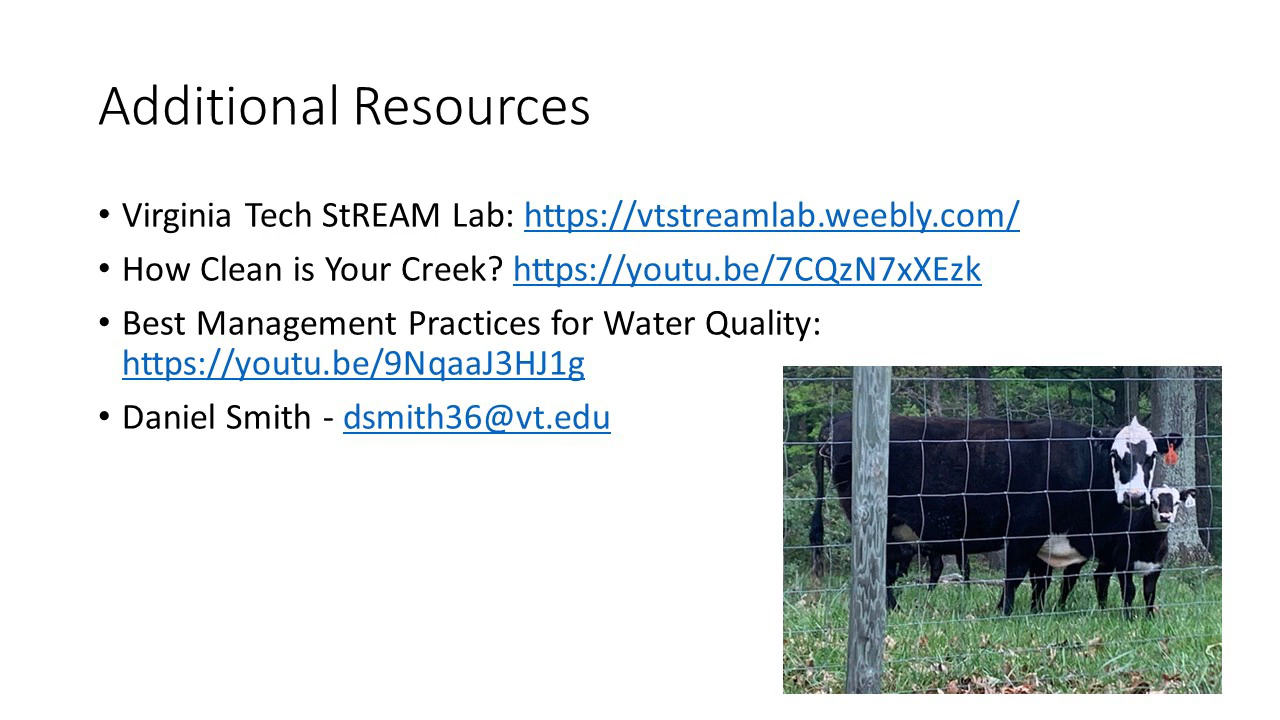 Additional Resources
• Virginia Tech StREAM Lab: https://vtstreamlab.weebly.com/
• How Clean is Your Creek? https://youtu.be/7CQzN7xXEzk
• Best Management Practices for Water Quality:
https://youtu.be/9NqaaJ3HJ1g
• Daniel Smith - dsmith36@vt.edu